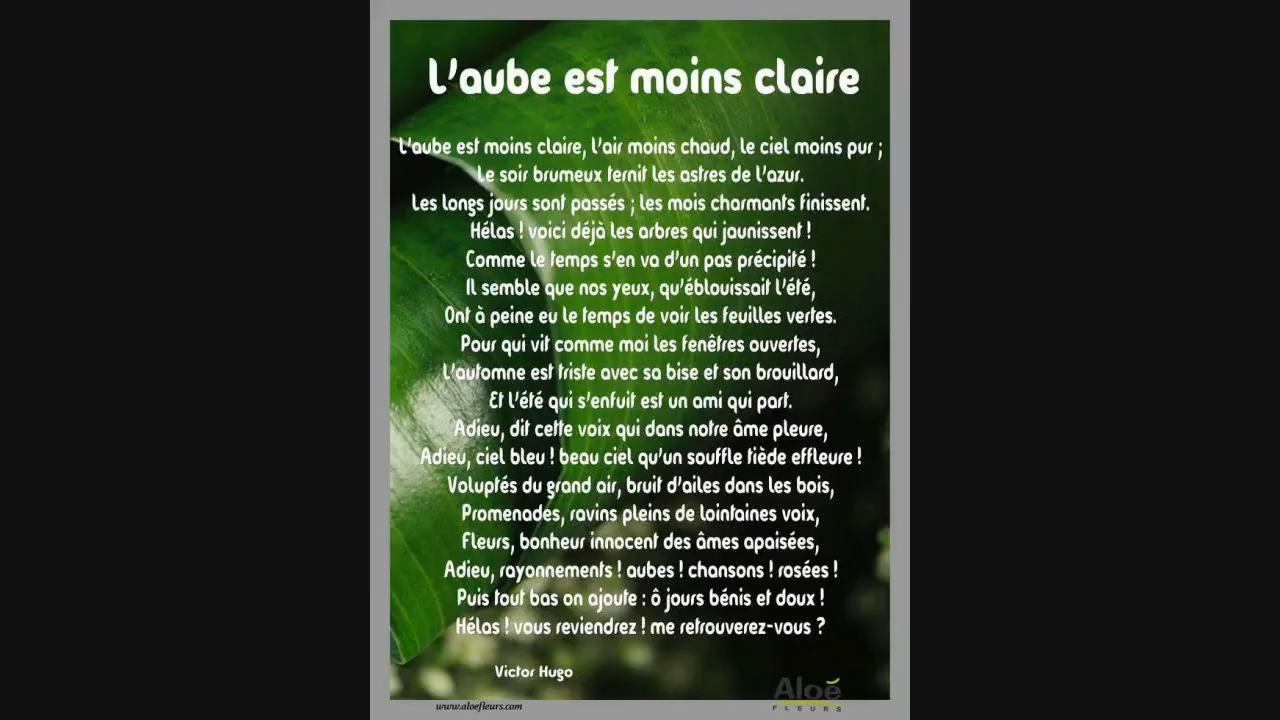 L'aube est moins claire
L'aube est moins claire, l'air moins chaud, le ciel moins pur ;
Le soir brumeux ternit les astres de l'azur.
Les longs jours sont passés ; les mois charmants finissent.
Hélas ! voici déjà les arbres qui jaunissent !
Comme le temps s'en va d'un pas précipité !
Il semble que nos yeux, qu'éblouissait l'été,
Ont à peine eu le temps de voir les feuilles vertes.
Pour qui vit comme moi les fenêtres ouvertes,
L'automne est triste avec sa bise et son brouillard,
Et l'été qui s'enfuit est un ami qui part.
Adieu, dit cette voix qui dans notre âme pleure,
Adieu, ciel bleu ! beau ciel qu'un souffle tiède effleure !
Voluptés du grand air, bruit d'ailes dans les bois,
Promenades, ravins pleins de lointaines voix,
Fleurs, bonheur innocent des âmes apaisées,
Adieu, rayonnements ! aubes ! chansons ! rosées !
Puis tout bas on ajoute : ô jours bénis et doux !
Hélas ! vous reviendrez ! me retrouverez-vous ?
Victor Hugo
Aloé
FLEURS
www.aloefleurs.com